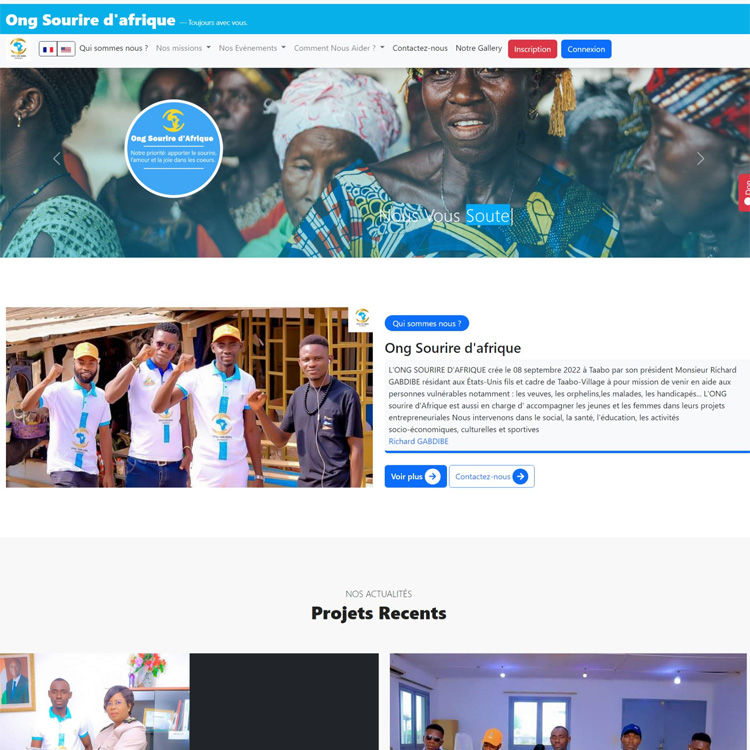 Ong Sourire d'afrique — Toujours avec vous.
Qui sommes nous ? Nos missions Nos Evénements Comment Nous Aider ? Contactez-nous Notre Gallery Inscription Connexion
Ong Sourire d'Afrique
Notre priorité: apporter le sourire,
l'amour et la joie dans les coeurs.
Nous Vous Soute
Qui sommes nous ?
Ong Sourire d'afrique
L'ONG SOURIRE D'AFRIQUE crée le 08 septembre 2022 à Taabo par son président Monsieur Richard
GABDIBE résidant aux États-Unis fils et cadre de Taabo-Village à pour mission de venir en aide aux
personnes vulnérables notamment : les veuves, les orphelins,les malades, les handicapés... L'ONG
sourire d'Afrique est aussi en charge d' accompagner les jeunes et les femmes dans leurs projets
entrepreneuriales Nous intervenons dans le social, la santé, l'éducation, les activités
socio-économiques, culturelles et sportives
Richard GABDIBE
Voir plus Contactez-nous
NOS ACTUALITÉS
Projets Recents